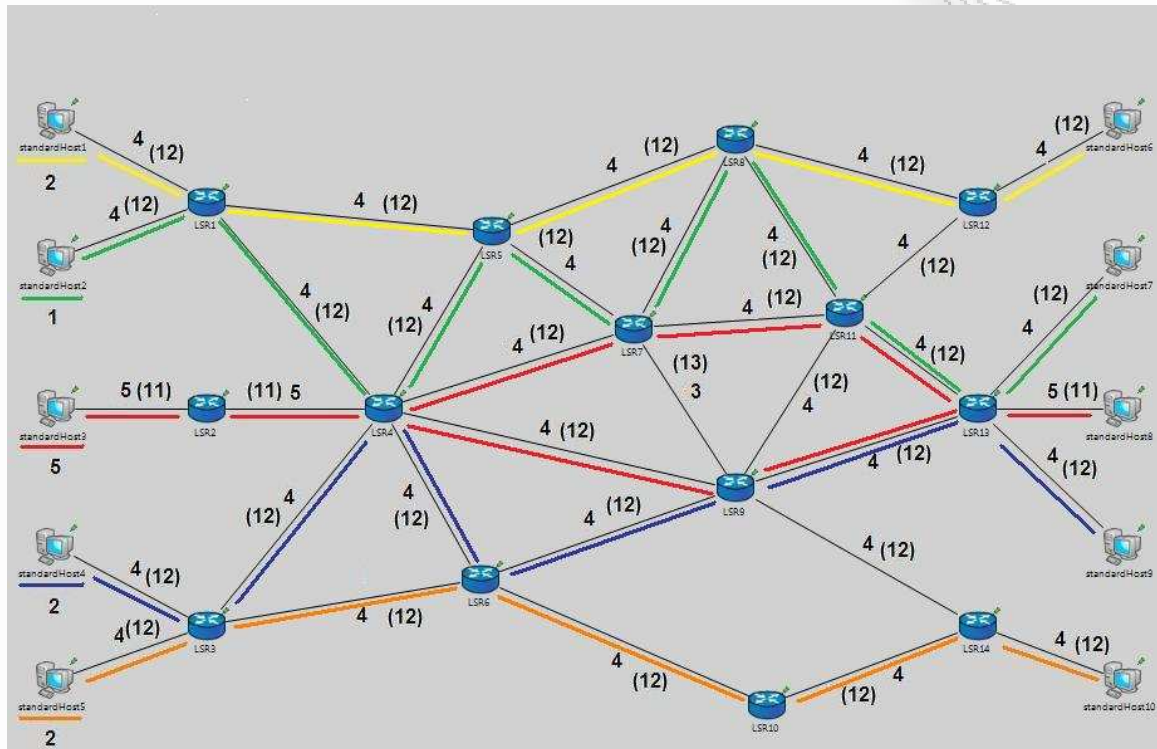 4
(12)
standardHost1
2
4 (12)
standardHost2
1
LSR1
4 (12)
4
(12)
LSR5
4
(12)
4
(12)
(12)
4
LSR8
4
(12)
4
(12)
4
(12)
LSR12
(12)
4
standardHost6
4
(12)
standardHost7
(12)
4
LSR7
4 (12)
LSR11
4 (12)
4 (12)
(13)
3
(12)
4
5 (11)
standardHost3
5
LSR2
(11) 5
LSR4
4 (12)
LSR13
5 (11)
standardHost8
4
(12)
4
(12)
4
(12)
4 (12)
LSR9
4 (12)
standardHost9
4 (12)
standardHost4
2
4 (12)
LSR3
4 (12)
LSR6
4 (12)
LSR14
4 (12)
standardHost10
standardHost5
2
4
(12)
LSR10
4
(12)